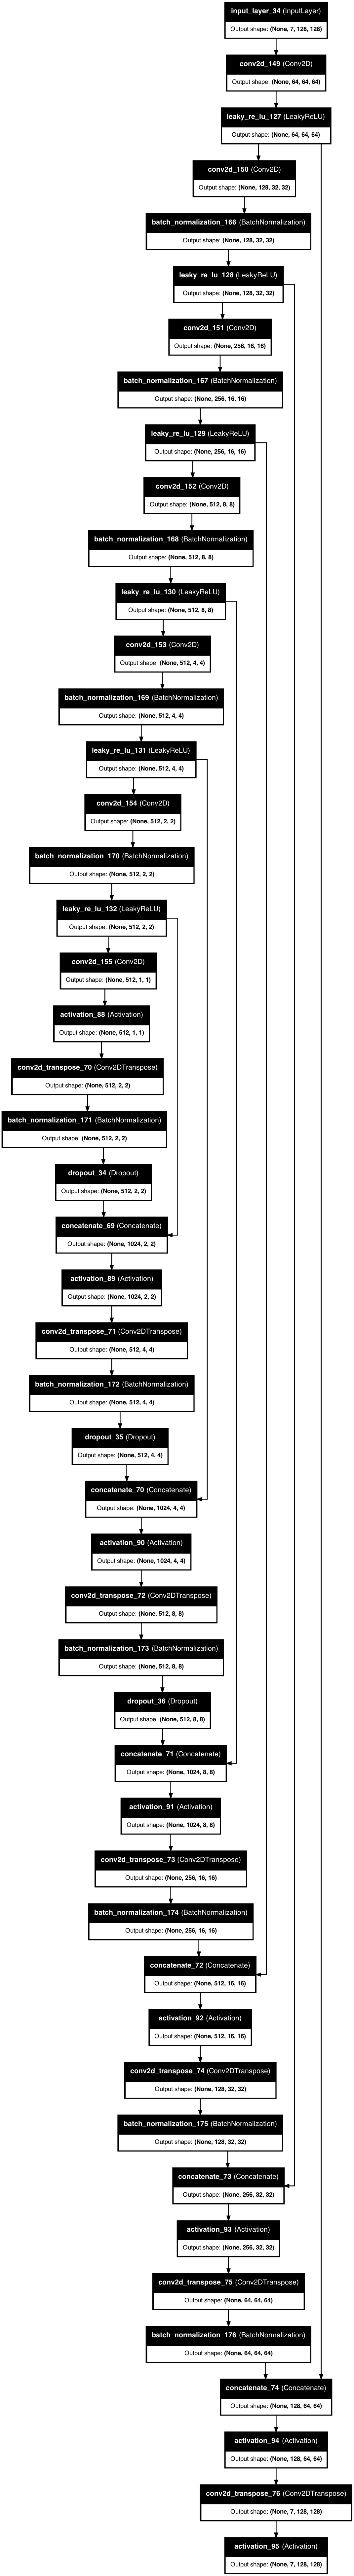 input_layer_34 (InputLayer)
Output shape: (None, 7, 128, 128)
conv2d_149 (Conv2D)
Output shape: (None, 64, 64, 64)
leaky_re_lu_127 (LeakyReLU)
Output shape: (None, 64, 64, 64)
conv2d_150 (Conv2D)
Output shape: (None, 128, 32, 32)
batch_normalization_166 (BatchNormalization)
Output shape: (None, 128, 32, 32)
leaky_re_lu_128 (LeakyReLU)
Output shape: (None, 128, 32, 32)
conv2d_151 (Conv2D)
Output shape: (None, 256, 16, 16)
batch_normalization_167 (BatchNormalization)
Output shape: (None, 256, 16, 16)
leaky_re_lu_129 (LeakyReLU)
Output shape: (None, 256, 16, 16)
conv2d_152 (Conv2D)
Output shape: (None, 512, 8, 8)
batch_normalization_168 (BatchNormalization)
Output shape: (None, 512, 8, 8)
leaky_re_lu_130 (LeakyReLU)
Output shape: (None, 512, 8, 8)
conv2d_153 (Conv2D)
Output shape: (None, 512, 4, 4)
batch_normalization_169 (BatchNormalization)
Output shape: (None, 512, 4, 4)
leaky_re_lu_131 (LeakyReLU)
Output shape: (None, 512, 4, 4)
conv2d_154 (Conv2D)
Output shape: (None, 512, 2, 2)
batch_normalization_170 (BatchNormalization)
Output shape: (None, 512, 2, 2)
leaky_re_lu_132 (LeakyReLU)
Output shape: (None, 512, 2, 2)
conv2d_155 (Conv2D)
Output shape: (None, 512, 1, 1)
activation_88 (Activation)
Output shape: (None, 512, 1, 1)
conv2d_transpose_70 (Conv2DTranspose)
Output shape: (None, 512, 2, 2)
batch_normalization_171 (BatchNormalization)
Output shape: (None, 512, 2, 2)
dropout_34 (Dropout)
Output shape: (None, 512, 2, 2)
concatenate_69 (Concatenate)
Output shape: (None, 1024, 2, 2)
activation_89 (Activation)
Output shape: (None, 1024, 2, 2)
conv2d_transpose_71 (Conv2DTranspose)
Output shape: (None, 512, 4, 4)
batch_normalization_172 (BatchNormalization)
Output shape: (None, 512, 4, 4)
dropout_35 (Dropout)
Output shape: (None, 512, 4, 4)
concatenate_70 (Concatenate)
Output shape: (None, 1024, 4, 4)
activation_90 (Activation)
Output shape: (None, 1024, 4, 4)
conv2d_transpose_72 (Conv2DTranspose)
Output shape: (None, 512, 8, 8)
batch_normalization_173 (BatchNormalization)
Output shape: (None, 512, 8, 8)
dropout_36 (Dropout)
Output shape: (None, 512, 8, 8)
concatenate_71 (Concatenate)
Output shape: (None, 1024, 8, 8)
activation_91 (Activation)
Output shape: (None, 1024, 8, 8)
conv2d_transpose_73 (Conv2DTranspose)
Output shape: (None, 256, 16, 16)
batch_normalization_174 (BatchNormalization)
Output shape: (None, 256, 16, 16)
concatenate_72 (Concatenate)
Output shape: (None, 512, 16, 16)
activation_92 (Activation)
Output shape: (None, 512, 16, 16)
conv2d_transpose_74 (Conv2DTranspose)
Output shape: (None, 128, 32, 32)
batch_normalization_175 (BatchNormalization)
Output shape: (None, 128, 32, 32)
concatenate_73 (Concatenate)
Output shape: (None, 256, 32, 32)
activation_93 (Activation)
Output shape: (None, 256, 32, 32)
conv2d_transpose_75 (Conv2DTranspose)
Output shape: (None, 64, 64, 64)
batch_normalization_176 (BatchNormalization)
Output shape: (None, 64, 64, 64)
concatenate_74 (Concatenate)
Output shape: (None, 128, 64, 64)
activation_94 (Activation)
Output shape: (None, 128, 64, 64)
conv2d_transpose_76 (Conv2DTranspose)
Output shape: (None, 7, 128, 128)
activation_95 (Activation)
Output shape: (None, 7, 128, 128)